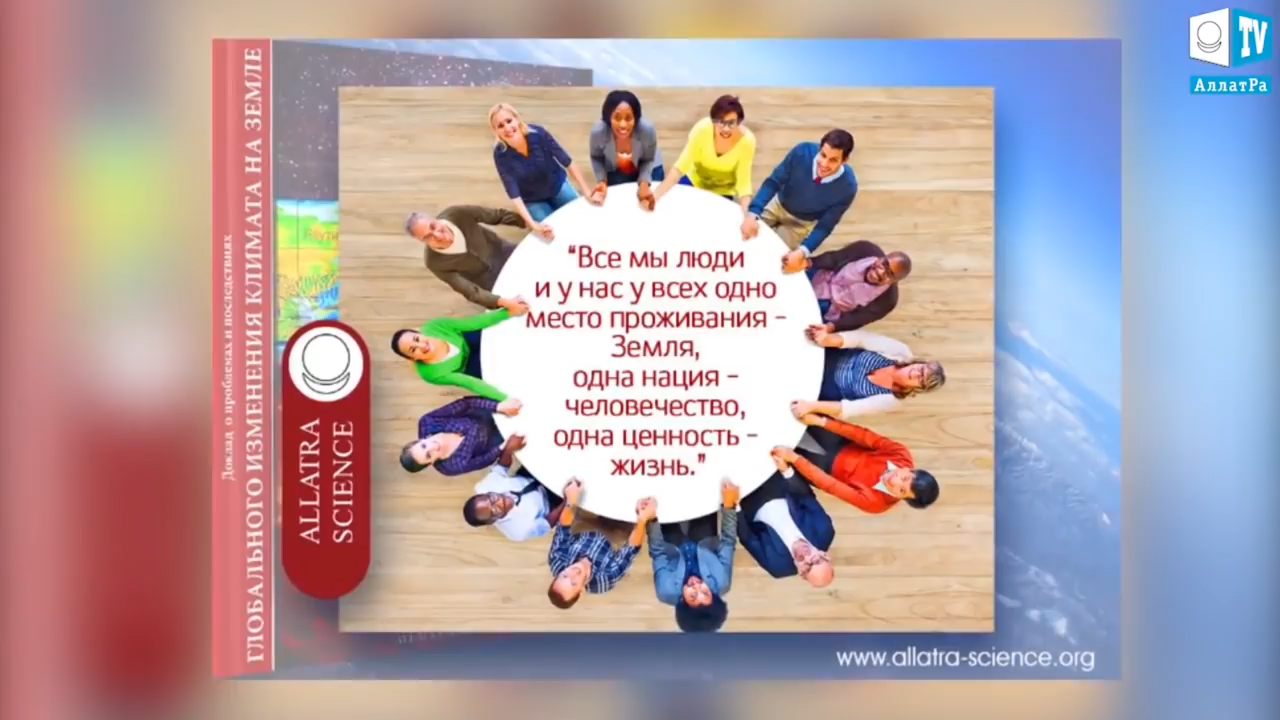 Доклад о проблемах и последствиях
ГЛОБАЛЬНОГО ИЗМЕНЕНИЯ КЛИМАТА НА ЗЕМЛЕ
TV
АллатРа
ALLATRA
SCIENCE
“Все мы люди
и у нас у всех одно
место проживания -
Земля,
одна нация -
человечество,
одна ценность -
жизнь.”
www.allatra-science.org